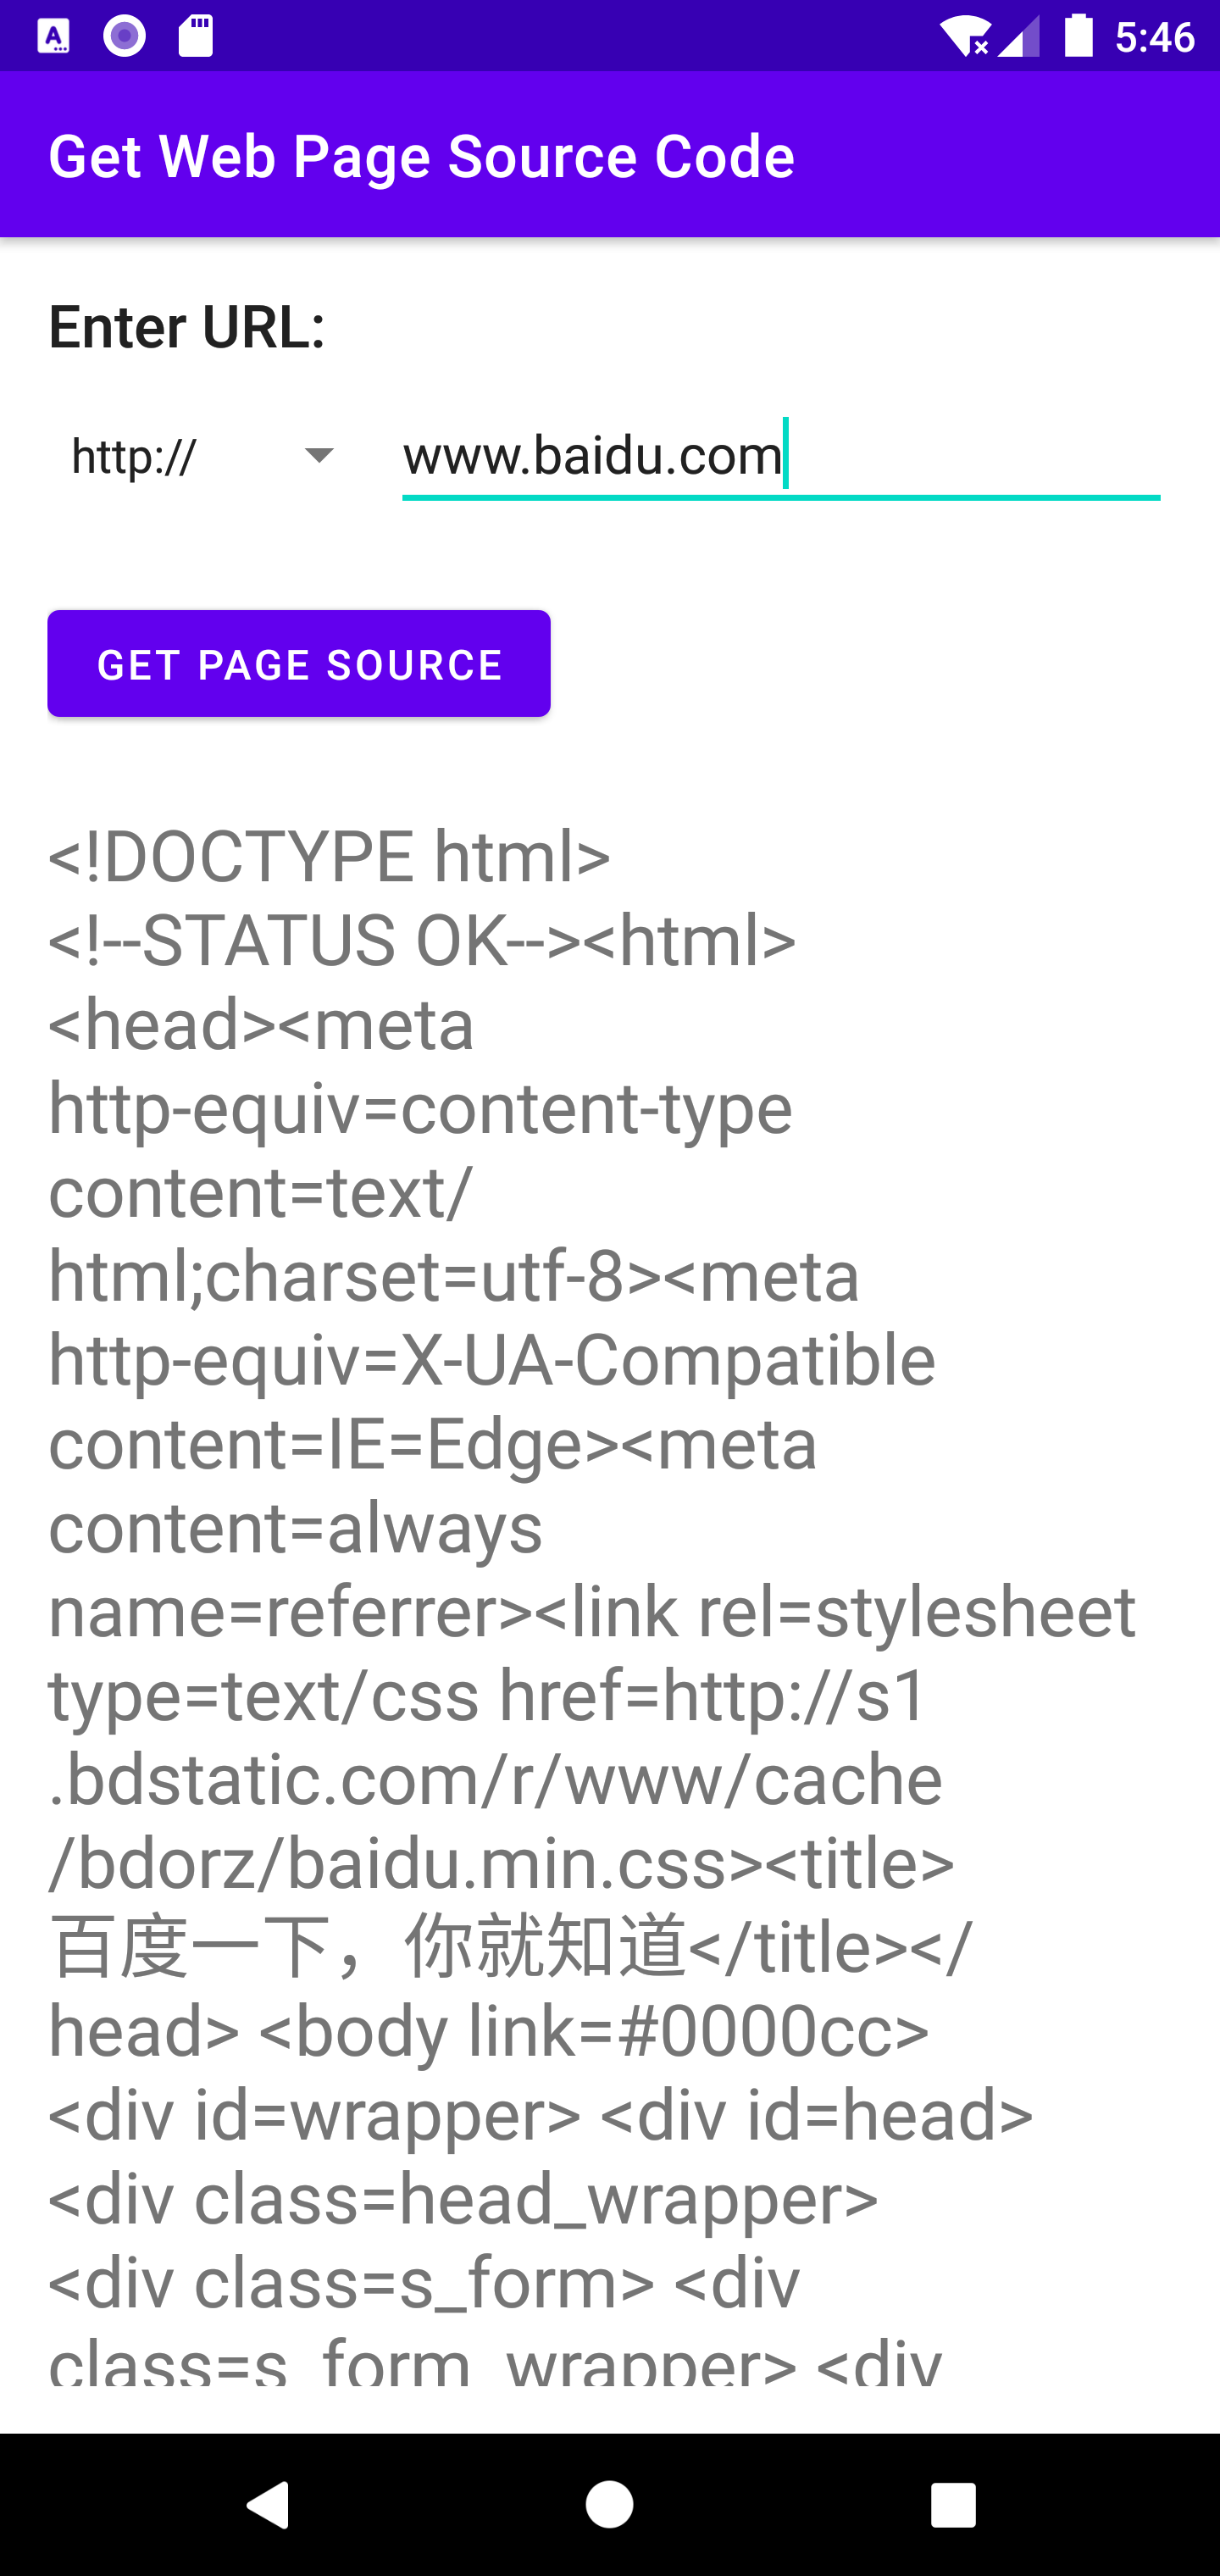 5:46
Get Web Page Source Code
Enter URL:
http:// www.baidu.com
GET PAGE SOURCE
<!DOCTYPE html>
<!--STATUS OK--><html>
<head><meta
http-equiv=content-type
content=text/
html;charset=utf-8><meta
http-equiv=X-UA-Compatible
content=IE=Edge><meta
content=always
name=referrer><link rel=stylesheet
type=text/css href=http://s1
.bdstatic.com/r/www/cache
/bdorz/baidu.min.css><title>
百度一下，你就知道</title></
head> <body link=#0000cc>
<div id=wrapper> <div id=head>
<div class=head_wrapper>
<div class=s_form> <div
class=s_form_wrapper> <div